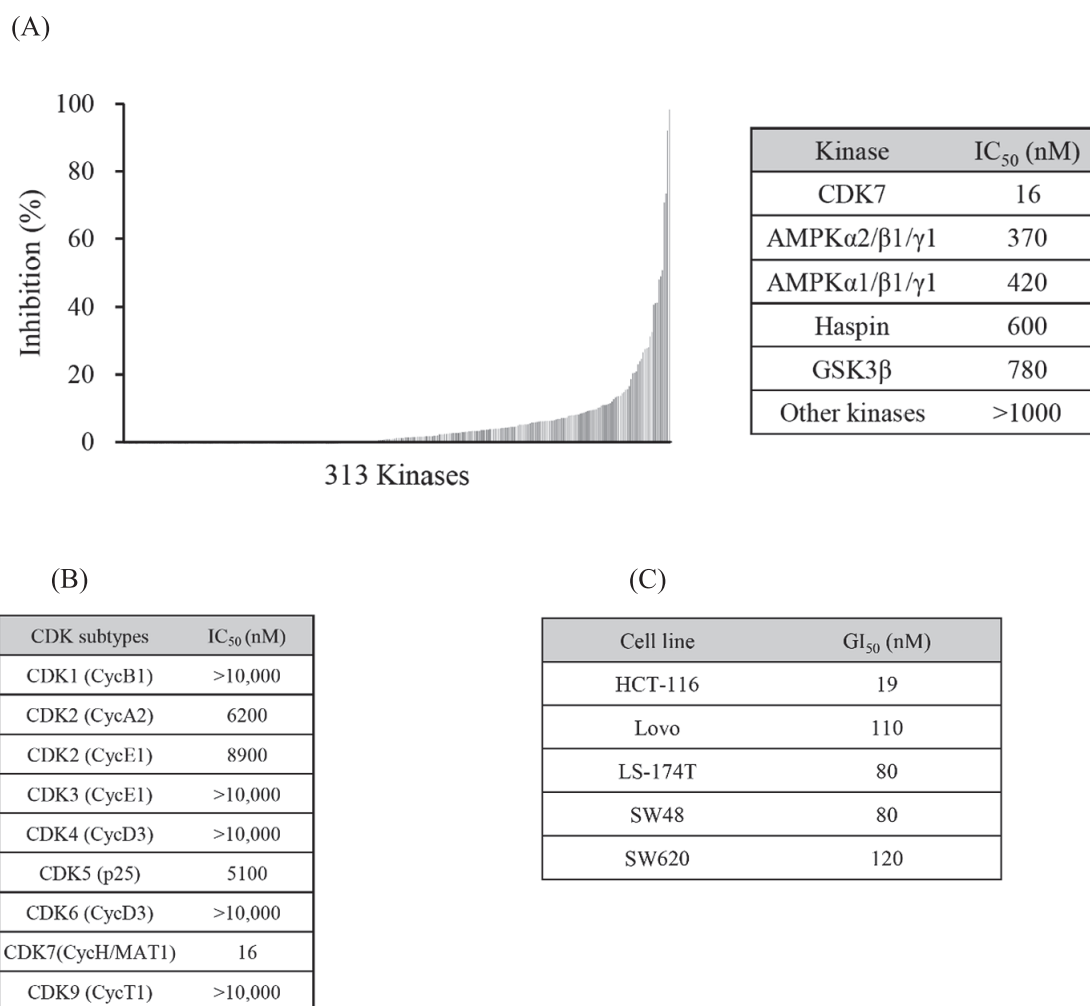 (A)
100
80
60
40
20
0
Inhibition (%)
313 Kinases
Kinase IC50 (nM)
CDK7 16
AMPKα2/β1/γ1 370
AMPKα1/β1/γ1 420
Haspin 600
GSK3β 780
Other kinases >1000
(B)
CDK subtypes IC50 (nM)
CDK1 (CycB1) >10,000
CDK2 (CycA2) 6200
CDK2 (CycE1) 8900
CDK3 (CycE1) >10,000
CDK4 (CycD3) >10,000
CDK5 (p25) 5100
CDK6 (CycD3) >10,000
CDK7(CycH/MAT1) 16
CDK9 (CycT1) >10,000
(C)
Cell line GI50 (nM)
HCT-116 19
Lovo 110
LS-174T 80
SW48 80
SW620 120